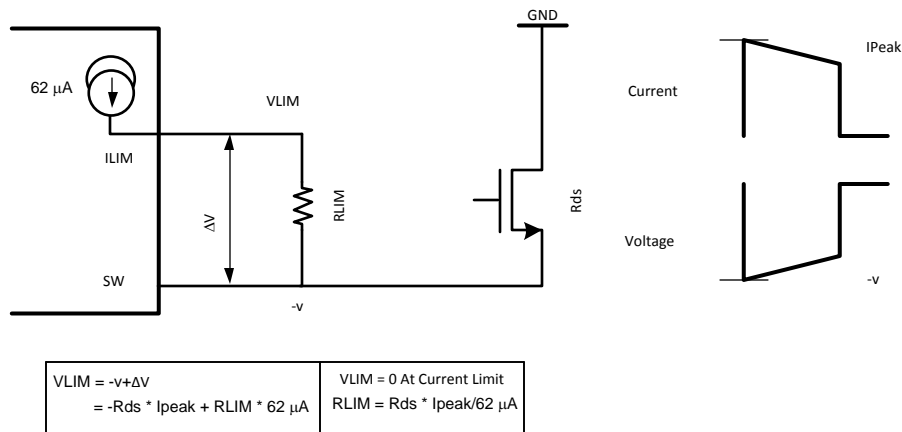 GND
IPeak
62 μA
Current
VLIM
ILIM
ΔV
RLIM
Rds
Voltage
SW
-v
-v
VLIM = -v+ΔV
= -Rds * Ipeak + RLIM * 62 μA
VLIM = 0 At Current Limit
RLIM = Rds * Ipeak/62 μA